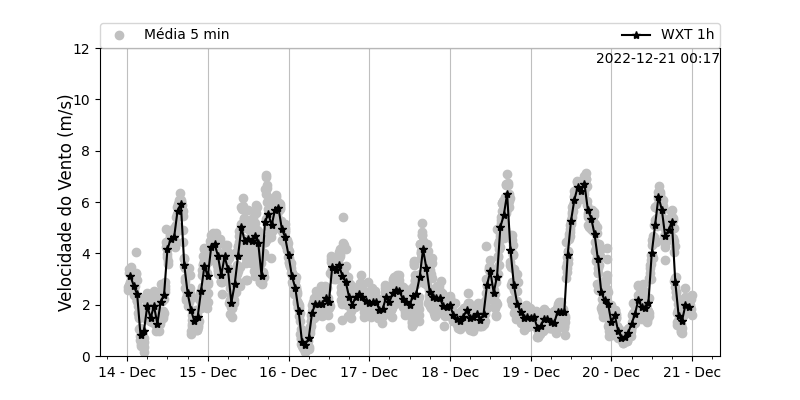 Média 5 min
WXT 1h
2022-12-21 00:17
Velocidade do Vento (m/s)
12
10
8
6
4
2
0
14 - Dec 15 - Dec 16 - Dec 17 - Dec 18 - Dec 19 - Dec 20 - Dec 21 - Dec